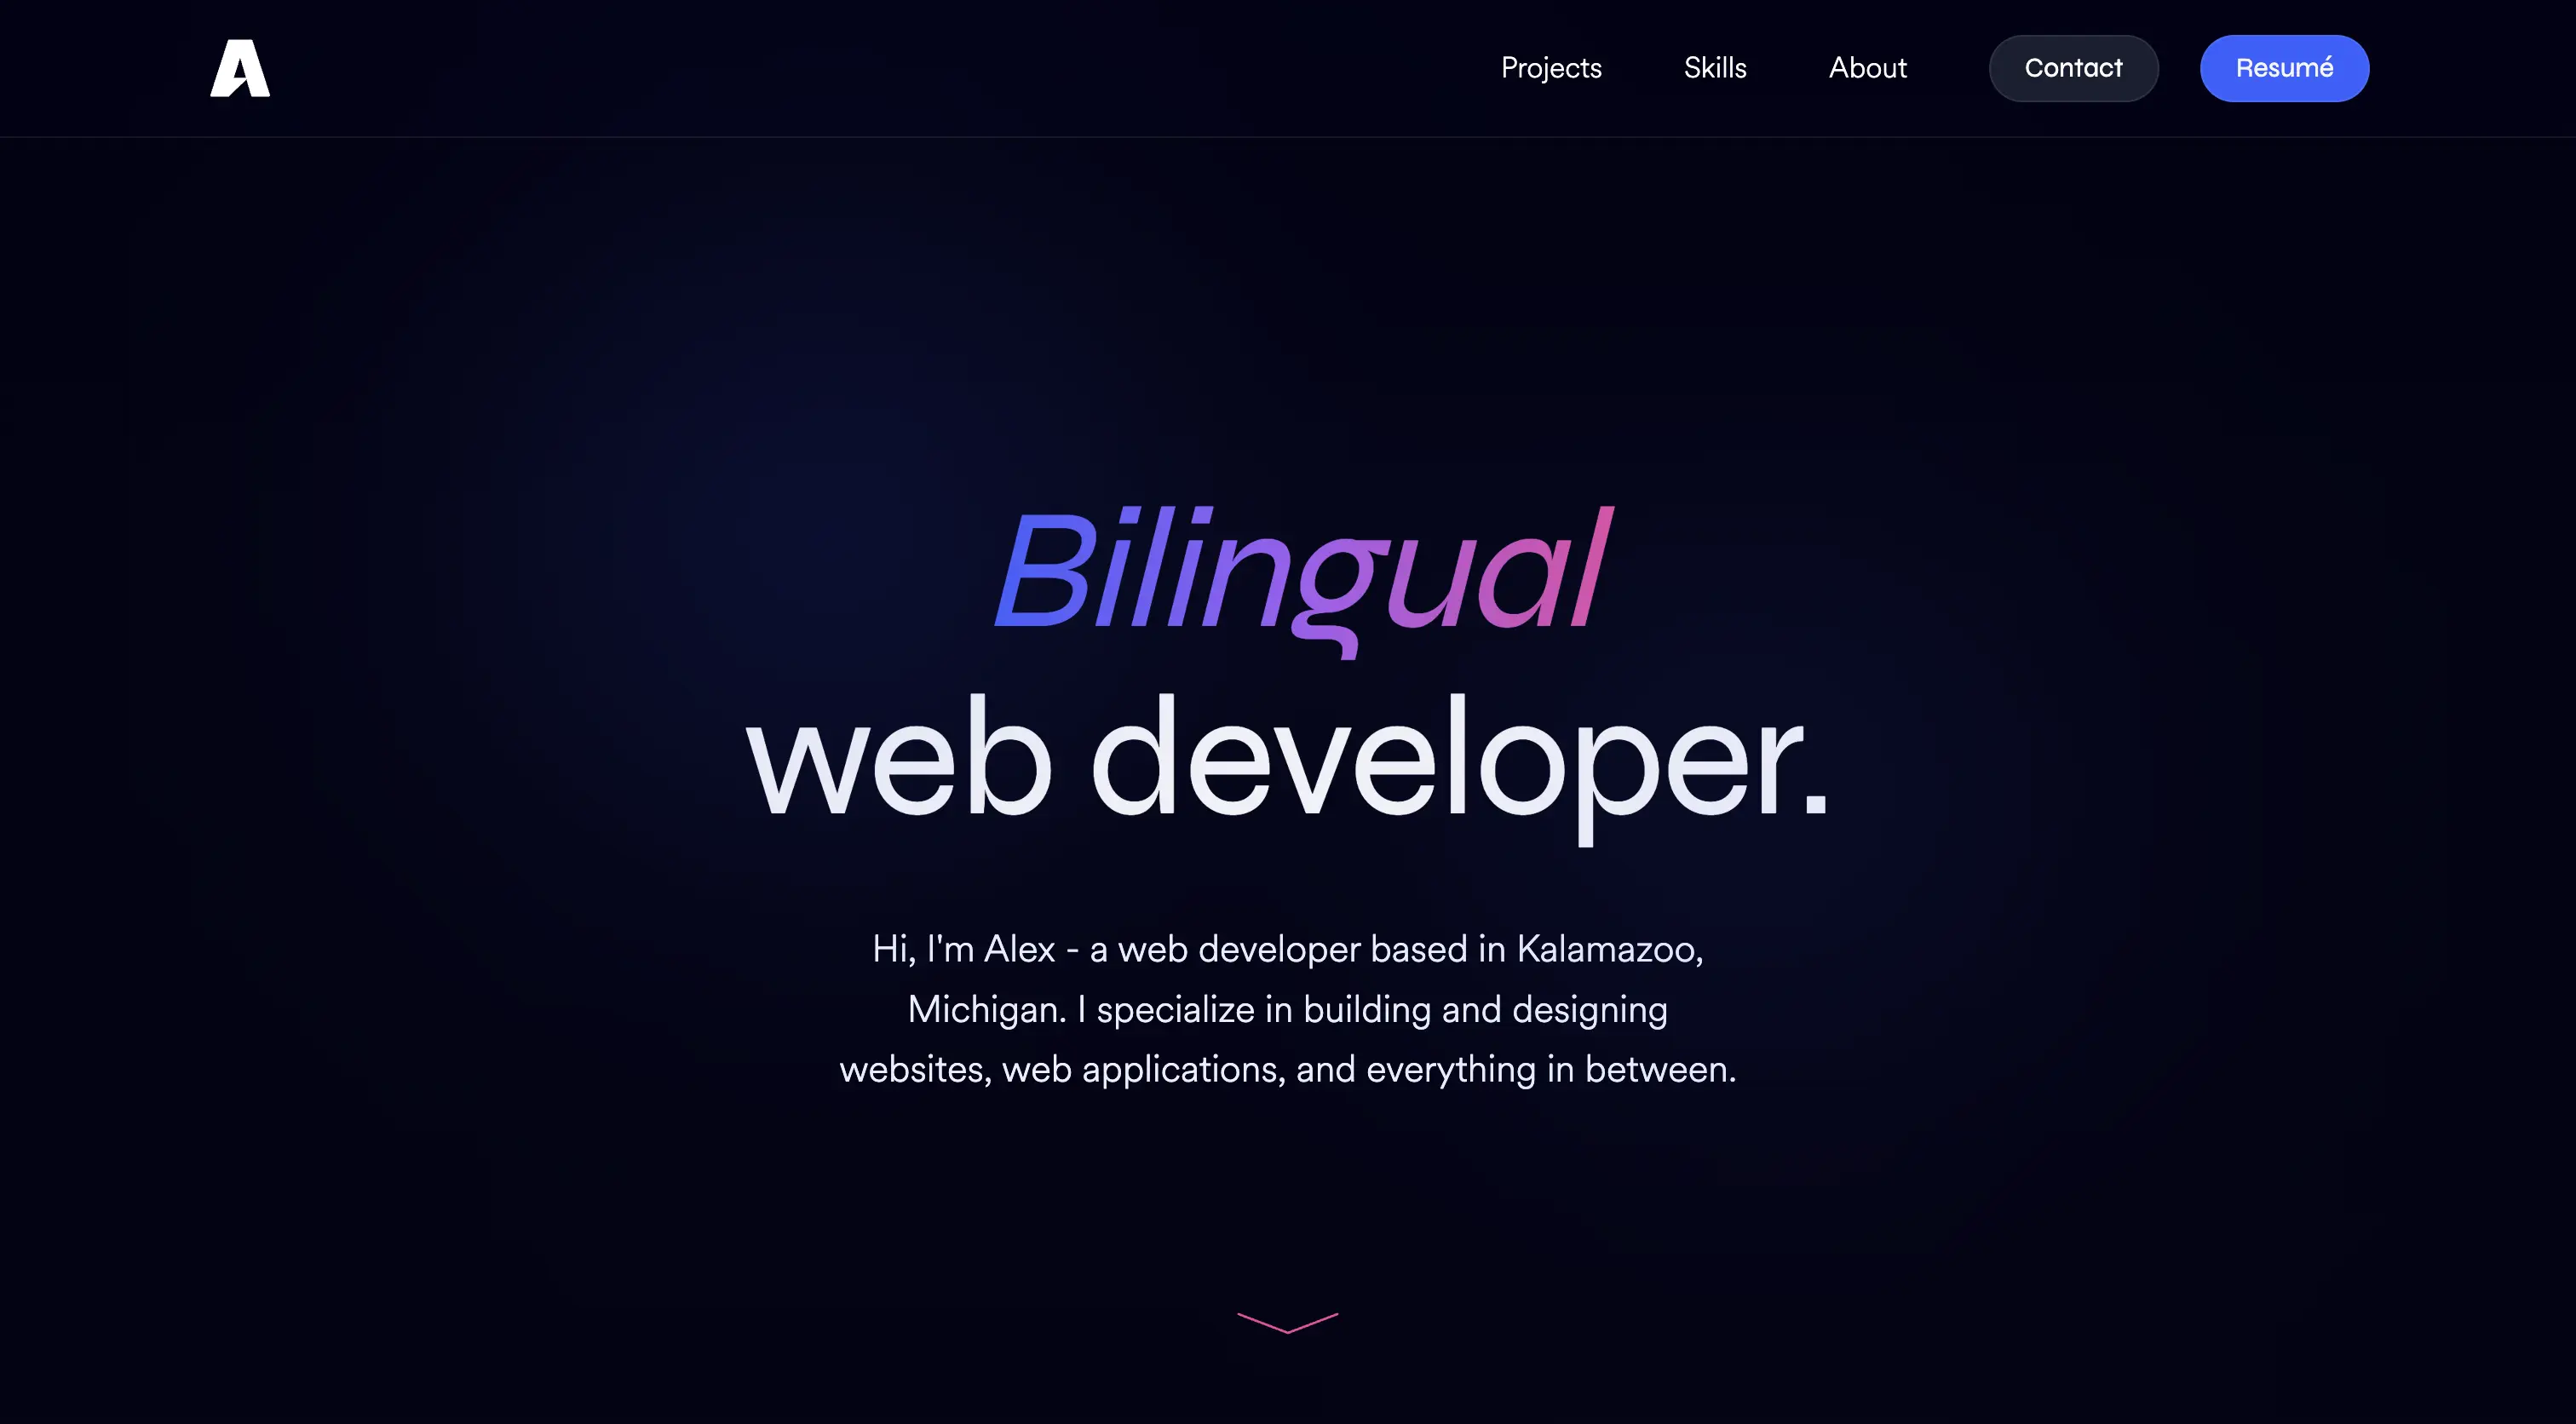 A
Projects Skills About Contact Resumé
Bilingual
web developer.
Hi, I'm Alex - a web developer based in Kalamazoo,
Michigan. I specialize in building and designing
websites, web applications, and everything in between.